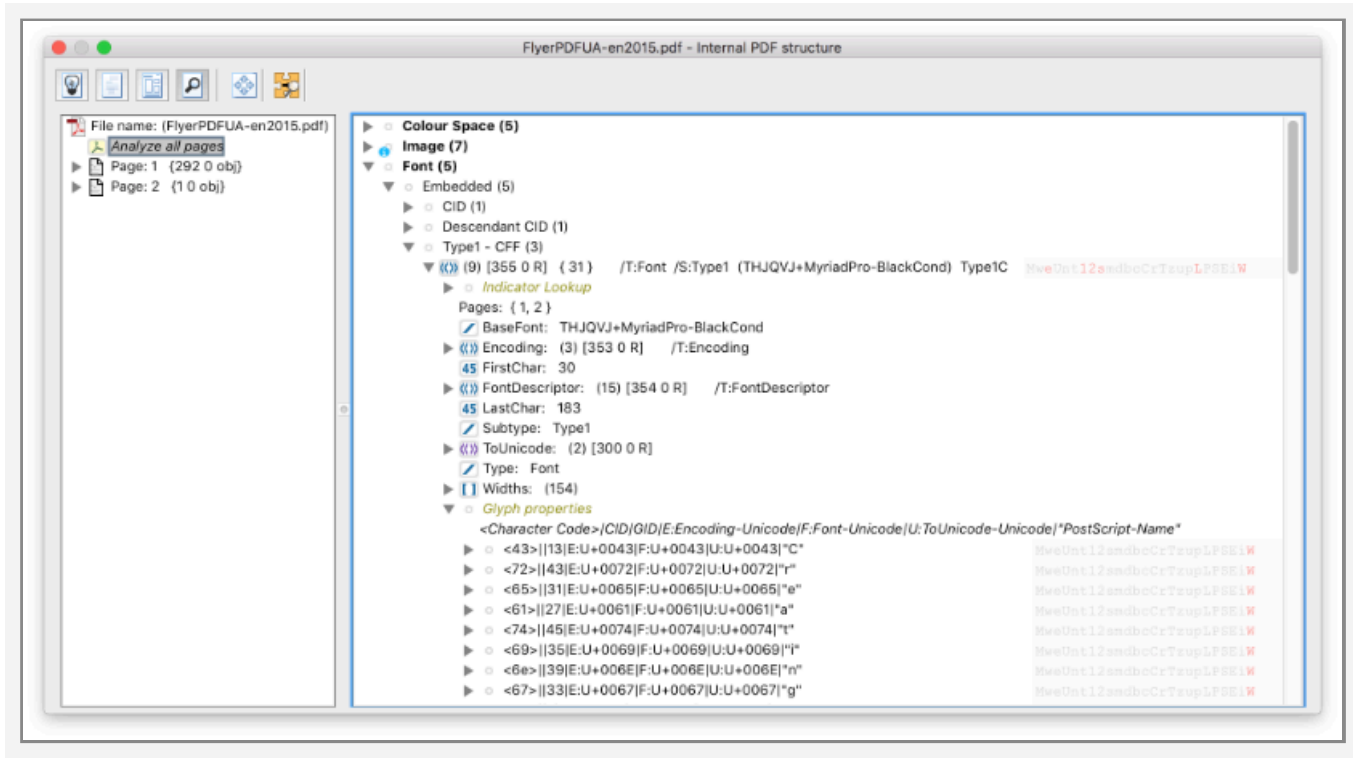 FlyerPDFUA-en2015.pdf - Internal PDF structure
File name: (FlyerPDFUA-en2015.pdf)
Analyze all pages
Page: 1 {292 0 obj}
Page: 2 {1 0 obj}
Colour Space (5)
Image (7)
Font (5)
Embedded (5)
CID (1)
Descendant CID (1)
Type1 - CFF (3)
(9) [355 0 R] { 31 } /T:Font /S:Type1 (THJQVJ+MyriadPro-BlackCond) Type1C
Indicator Lookup
Pages: { 1, 2 }
BaseFont: THJQVJ+MyriadPro-BlackCond
Encoding: (3) [353 0 R] /T:Encoding
45 FirstChar: 30
FontDescriptor: (15) [354 0 R] /T:FontDescriptor
45 LastChar: 183
Subtype: Type1
ToUnicode: (2) [300 0 R]
Type: Font
[ ] Widths: (154)
Glyph properties
<Character Code>|CID|GID|E:Encoding-Unicode|F:Font-Unicode|U:ToUnicode-Unicode|"PostScript-Name"
<43>||13|E:U+0043|F:U+0043|U:U+0043|"C"
<72>||43|E:U+0072|F:U+0072|U:U+0072|"r"
<65>||31|E:U+0065|F:U+0065|U:U+0065|"e"
<61>||27|E:U+0061|F:U+0061|U:U+0061|"a"
<74>||45|E:U+0074|F:U+0074|U:U+0074|"t"
<69>||35|E:U+0069|F:U+0069|U:U+0069|"i"
<6e>||39|E:U+006E|F:U+006E|U:U+006E|"n"
<67>||33|E:U+0067|F:U+0067|U:U+0067|"g"